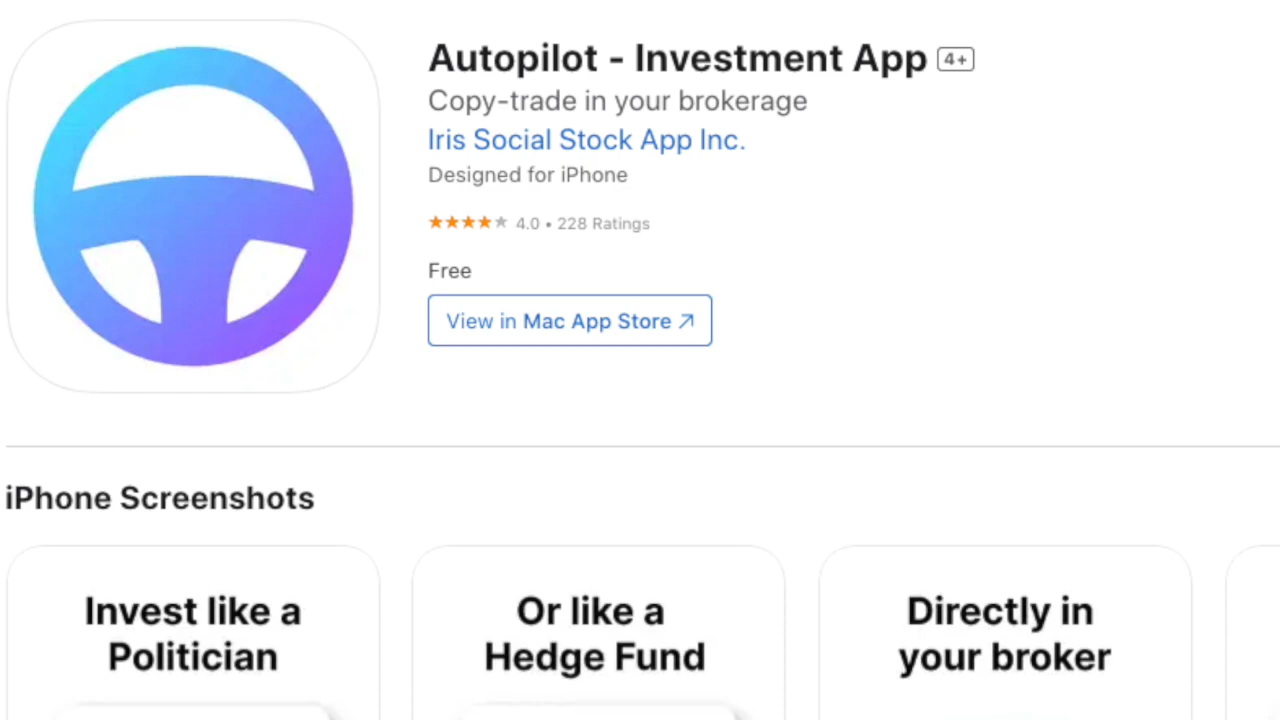 Autopilot - Investment App 4+
Copy-trade in your brokerage
Iris Social Stock App Inc.
Designed for iPhone
★★★★★ 4.0 • 228 Ratings
Free
View in Mac App Store ↗
iPhone Screenshots
Invest like a
Politician
Or like a
Hedge Fund
Directly in
your broker